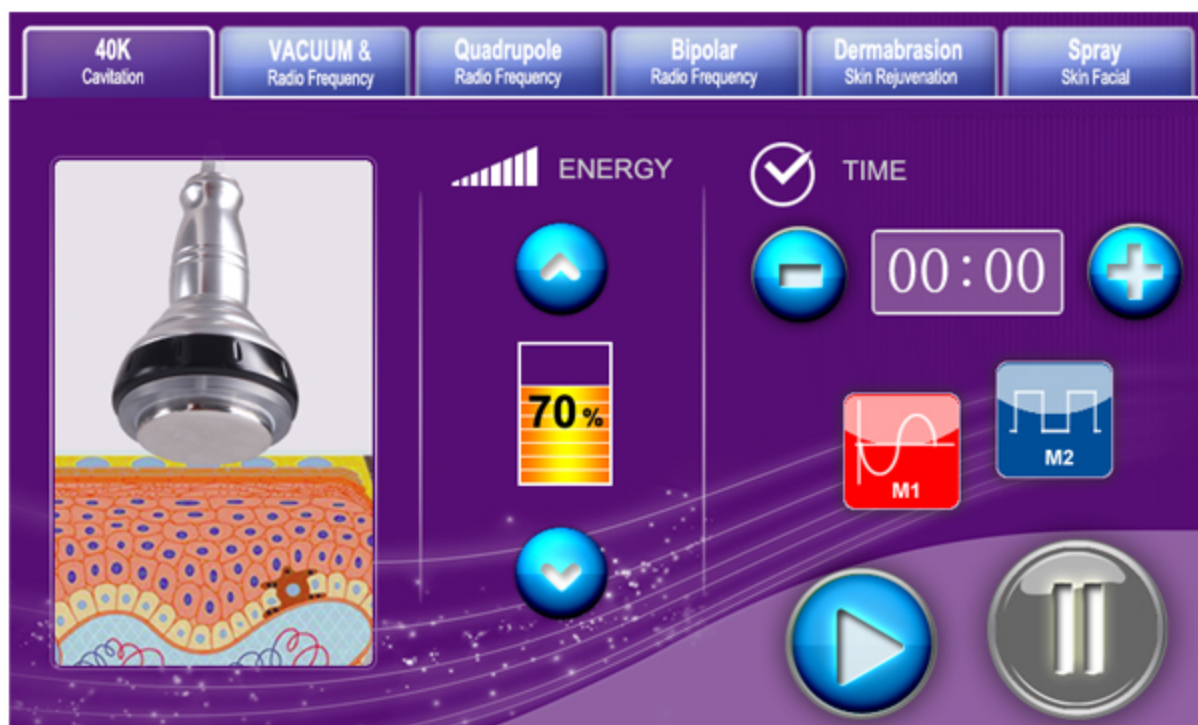 40K
Cavitation
VACUUM &
Radio Frequency
Quadrupole
Radio Frequency
Bipolar
Radio Frequency
Dermabrasion
Skin Rejuvenation
Spray
Skin Facial
ENERGY
TIME
00:00
70%
M1
M2